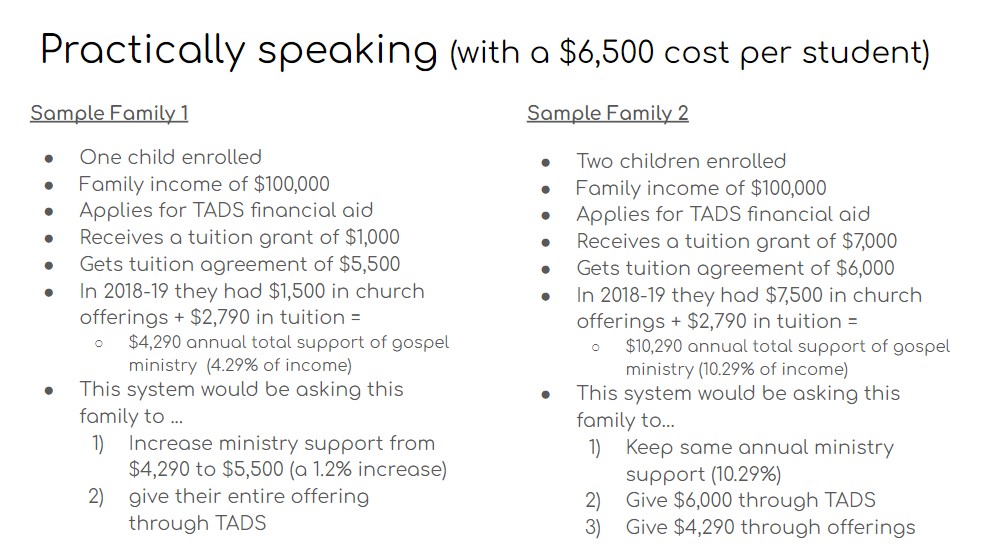 Practically speaking (with a $6,500 cost per student)
Sample Family 1
● One child enrolled
● Family income of $100,000
● Applies for TADS financial aid
● Receives a tuition grant of $1,000
● Gets tuition agreement of $5,500
● In 2018-19 they had $1,500 in church
offerings + $2,790 in tuition =
○ $4,290 annual total support of gospel
ministry (4.29% of income)
● This system would be asking this
family to ...
1) Increase ministry support from
$4,290 to $5,500 (a 1.2% increase)
2) give their entire offering
through TADS
Sample Family 2
● Two children enrolled
● Family income of $100,000
● Applies for TADS financial aid
● Receives a tuition grant of $7,000
● Gets tuition agreement of $6,000
● In 2018-19 they had $7,500 in church
offerings + $2,790 in tuition =
○ $10,290 annual total support of gospel
ministry (10.29% of income)
● This system would be asking this
family to...
1) Keep same annual ministry
support (10.29%)
2) Give $6,000 through TADS
3) Give $4,290 through offerings